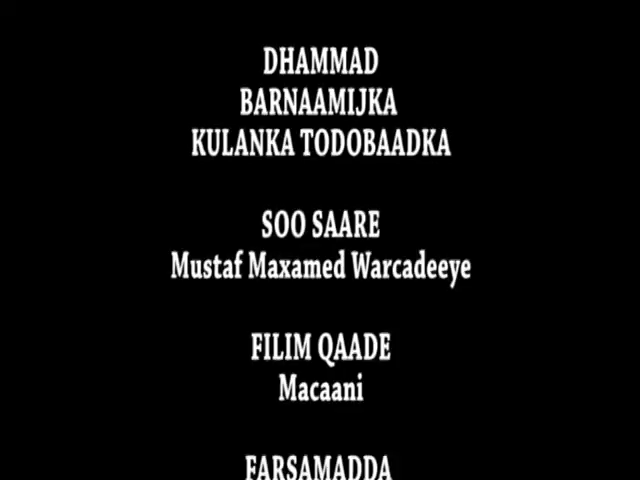 DHAMMAD
BARNAAMIJKA
KULANKA TODOBAADKA
SOO SAARE
Mustaf Maxamed Warcadeeye
FILIM QAADE
Macaani
FARSAMADDA